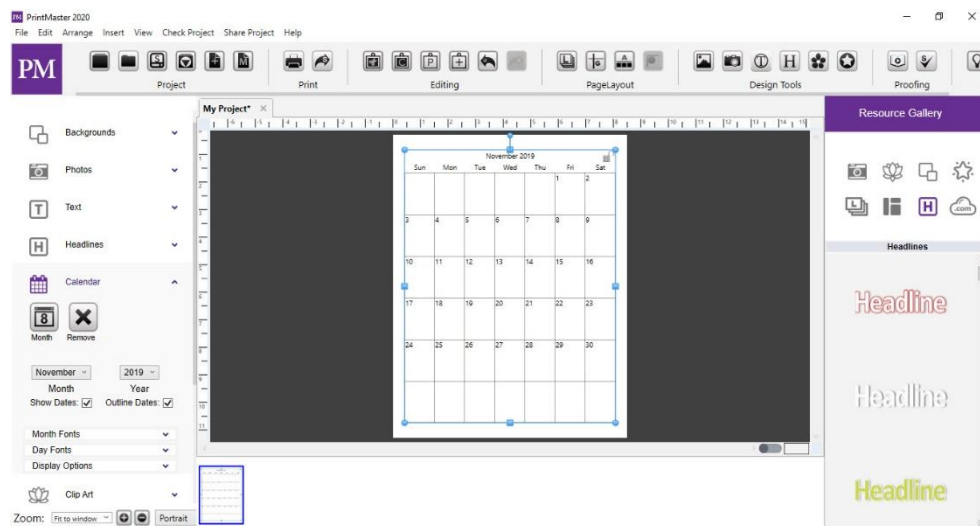 PM PrintMaster 2020
File Edit Arrange Insert View Check Project Share Project Help
PM
Project Print Editing PageLayout Design Tools Proofing
My Project*
Backgrounds
Photos
Text
Headlines
Calendar
8
Month Remove
November 2019
Month Year
Show Dates: Outline Dates:
Month Fonts
Day Fonts
Display Options
Clip Art
Zoom: Fit to window Portrait
November 2019
Sun Mon Tue Wed Thu Fri Sat
1 2
3 4 5 6 7 8 9
10 11 12 13 14 15 16
17 18 19 20 21 22 23
24 25 26 27 28 29 30
Resource Gallery
H .com
Headlines
Headline
Headline
Headline